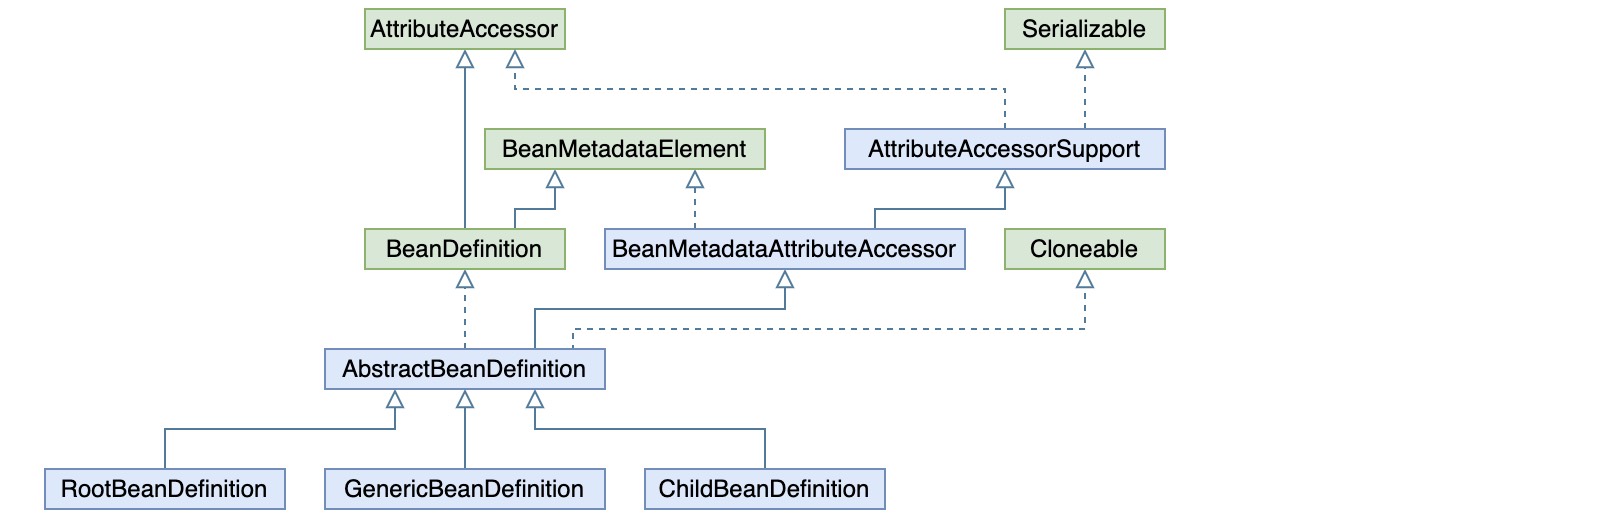 AttributeAccessor
Serializable
BeanMetadataElement
AttributeAccessorSupport
BeanDefinition
BeanMetadataAttributeAccessor
Cloneable
AbstractBeanDefinition
RootBeanDefinition
GenericBeanDefinition
ChildBeanDefinition